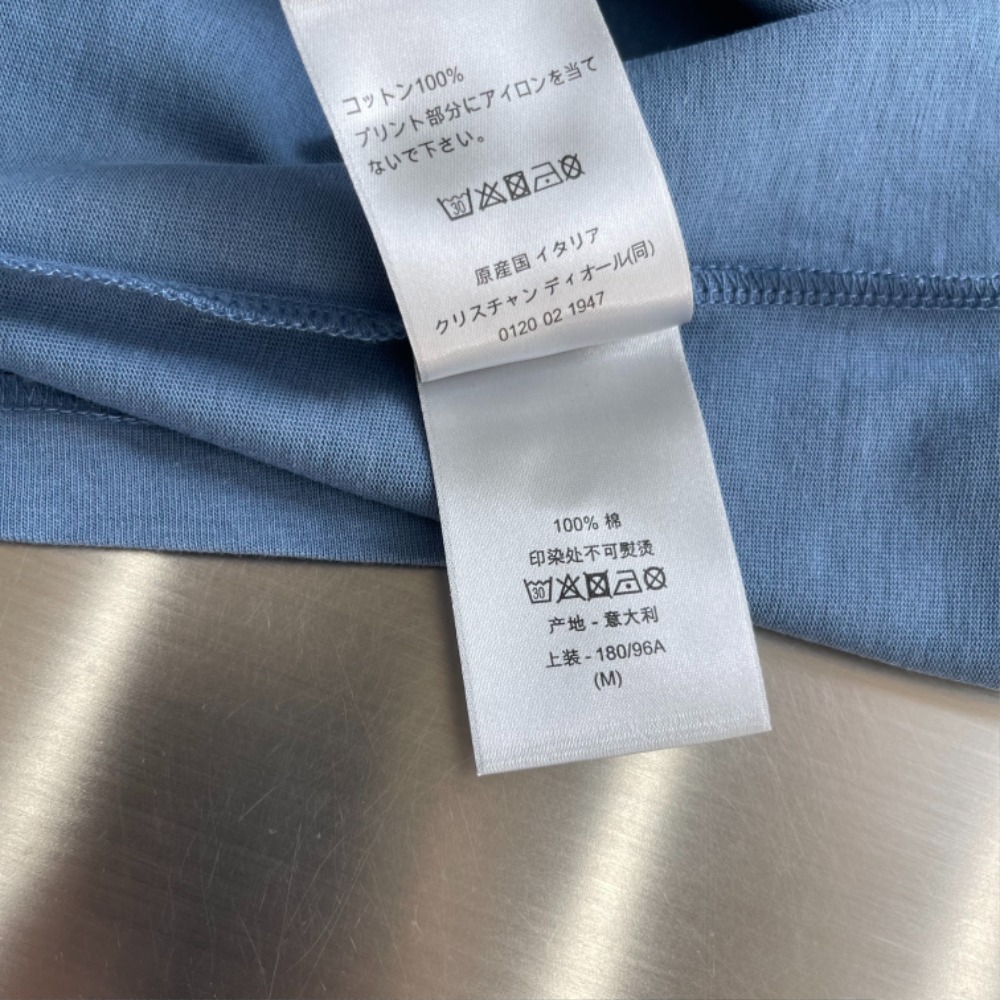 コットン100%
プリント部分にアイロンを当て
ないで下さい。
30
原産国 イタリア
クリスチャン ディオール(同)
0120 02 1947
100% 棉
印染处不可熨烫
30
产地 - 意大利
上装 - 180/96A
(M)